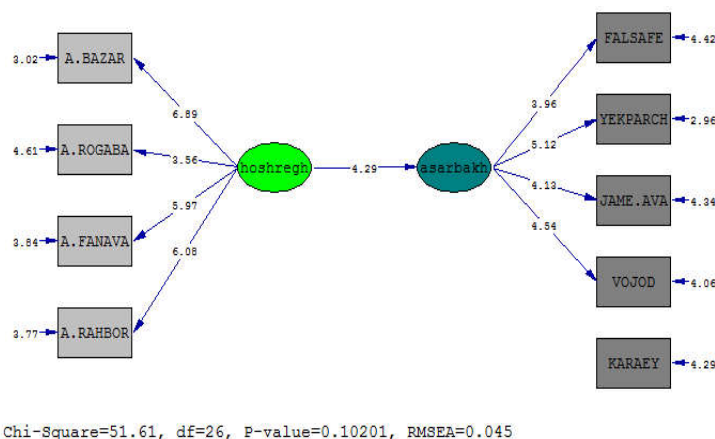 3.02
A.BAZAR
4.61
A.ROGABA
3.84
A.FANAVA
3.77
A.RAHBOR
6.89
3.56
5.97
6.08
hoshregh
4.29
asarbakh
3.96
5.12
4.13
4.54
FALSAFE
4.42
YEKPARCH
2.96
JAME.AVA
4.34
VOJOD
4.06
KARAEY
4.29
Chi-Square=51.61, df=26, P-value=0.10201, RMSEA=0.045